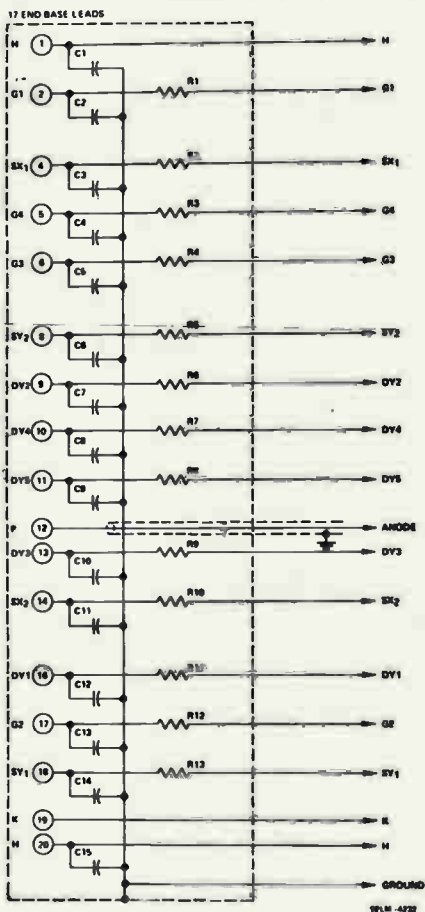 17 END BASE LEADS
H 1 C1 H
G1 2 C2 R1 G1
SX1 4 C3 R2 SX1
G4 5 C4 R3 G4
G3 6 C5 R4 G3
SY2 8 C6 R5 SY2
DY2 9 C7 R6 DY2
DY4 10 C8 R7 DY4
DY5 11 C9 R8 DY5
P 12 ANODE
DY3 13 C10 R9 DY3
SX2 14 C11 R10 SX2
DY1 16 C12 R11 DY1
G2 17 C13 R12 G2
SY1 18 C14 R13 SY1
K 19 K
H 20 C15 H
GROUND